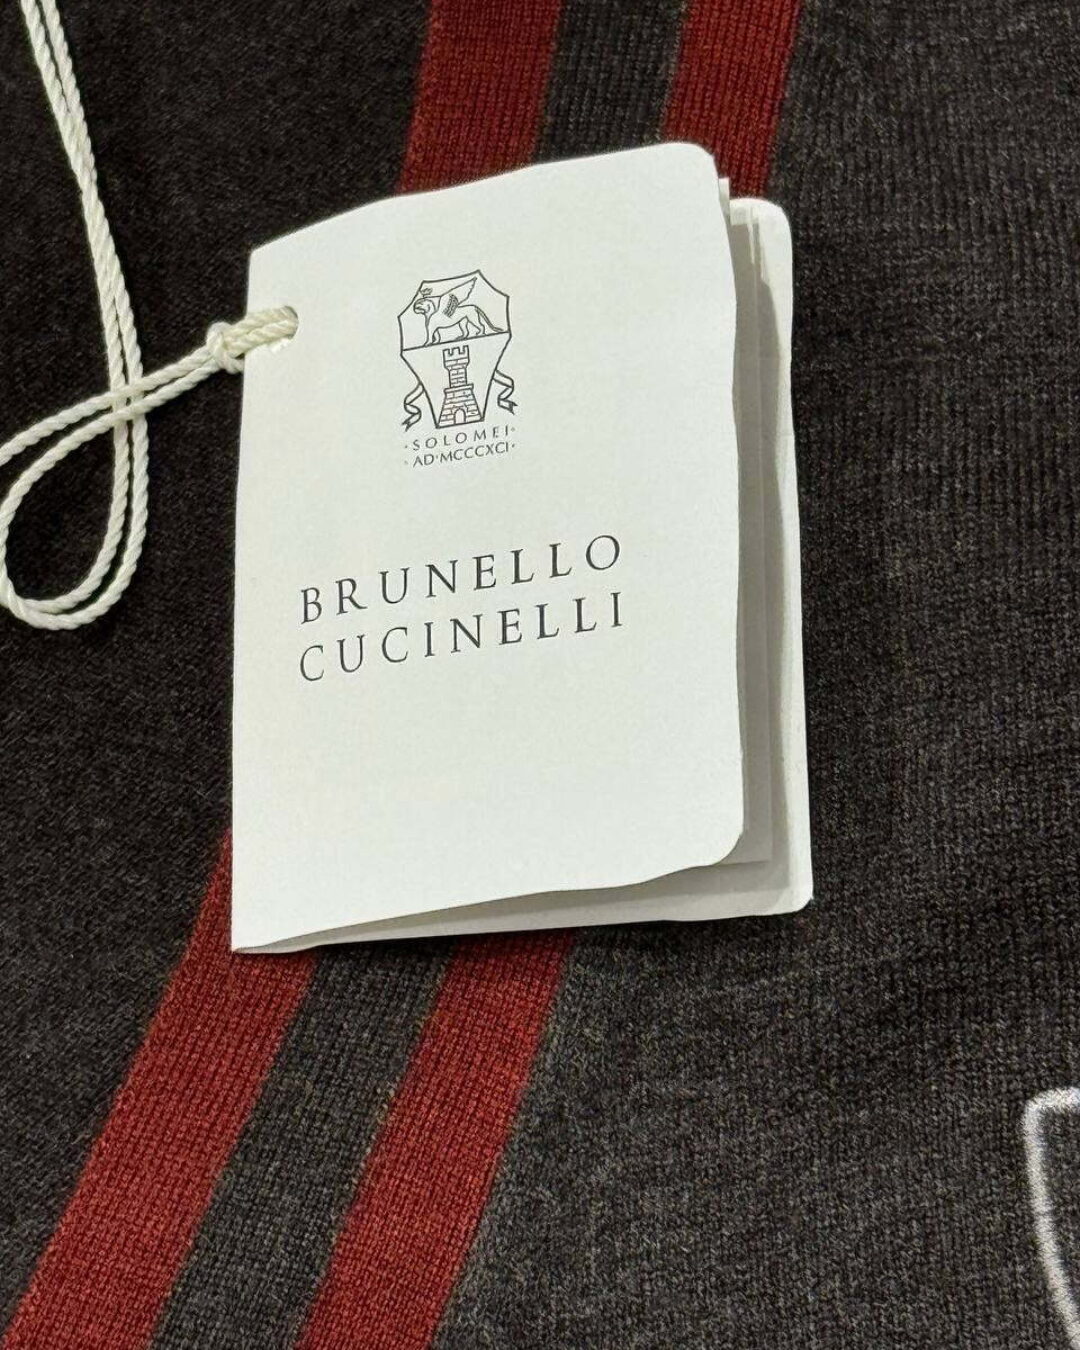 ·SOLOMEI·
·AD·MCCCXCI·
BRUNELLO
CUCINELLI